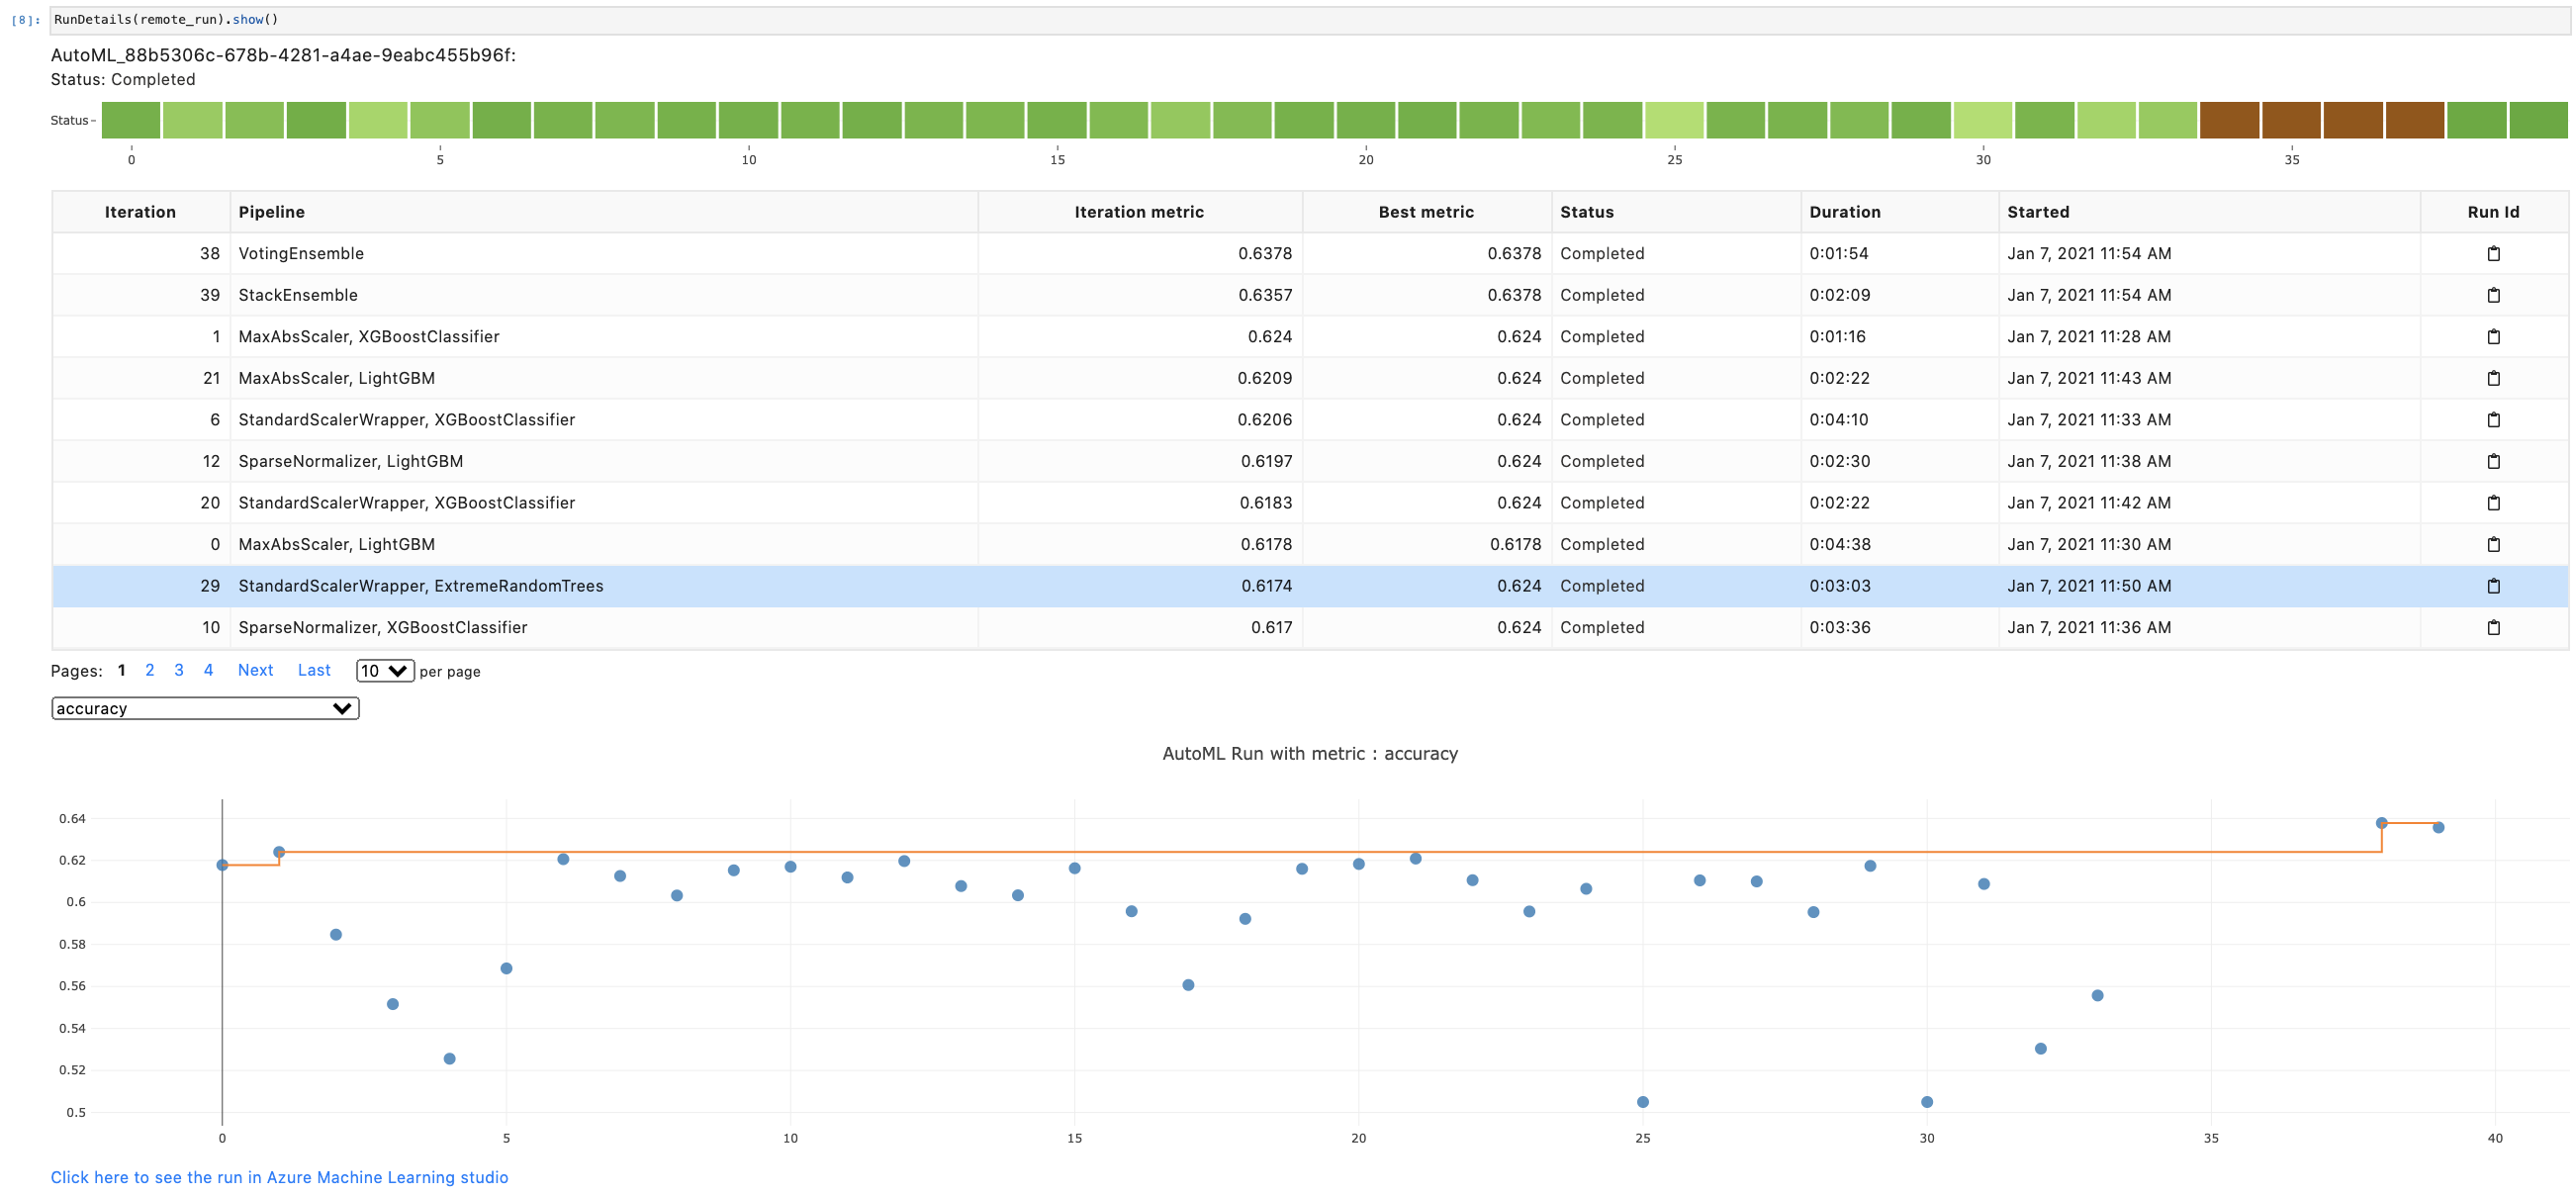 [8]: RunDetails(remote_run).show()
AutoML_88b5306c-678b-4281-a4ae-9eabc455b96f:
Status: Completed
Status
0 5 10 15 20 25 30 35
Iteration Pipeline Iteration metric Best metric Status Duration Started Run Id
38 VotingEnsemble 0.6378 0.6378 Completed 0:01:54 Jan 7, 2021 11:54 AM
39 StackEnsemble 0.6357 0.6378 Completed 0:02:09 Jan 7, 2021 11:54 AM
1 MaxAbsScaler, XGBoostClassifier 0.624 0.624 Completed 0:01:16 Jan 7, 2021 11:28 AM
21 MaxAbsScaler, LightGBM 0.6209 0.624 Completed 0:02:22 Jan 7, 2021 11:43 AM
6 StandardScalerWrapper, XGBoostClassifier 0.6206 0.624 Completed 0:04:10 Jan 7, 2021 11:33 AM
12 SparseNormalizer, LightGBM 0.6197 0.624 Completed 0:02:30 Jan 7, 2021 11:38 AM
20 StandardScalerWrapper, XGBoostClassifier 0.6183 0.624 Completed 0:02:22 Jan 7, 2021 11:42 AM
0 MaxAbsScaler, LightGBM 0.6178 0.6178 Completed 0:04:38 Jan 7, 2021 11:30 AM
29 StandardScalerWrapper, ExtremeRandomTrees 0.6174 0.624 Completed 0:03:03 Jan 7, 2021 11:50 AM
10 SparseNormalizer, XGBoostClassifier 0.617 0.624 Completed 0:03:36 Jan 7, 2021 11:36 AM
Pages: 1 2 3 4 Next Last 10 per page
accuracy
AutoML Run with metric : accuracy
0.64
0.62
0.6
0.58
0.56
0.54
0.52
0.5
0 5 10 15 20 25 30 35 40
Click here to see the run in Azure Machine Learning studio